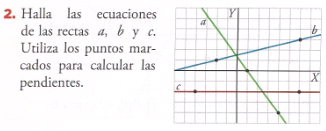 2. Halla las ecuaciones
de las rectas a, b y c.
Utiliza los puntos mar-
cados para calcular las
pendientes.
Y
a
b
X
c